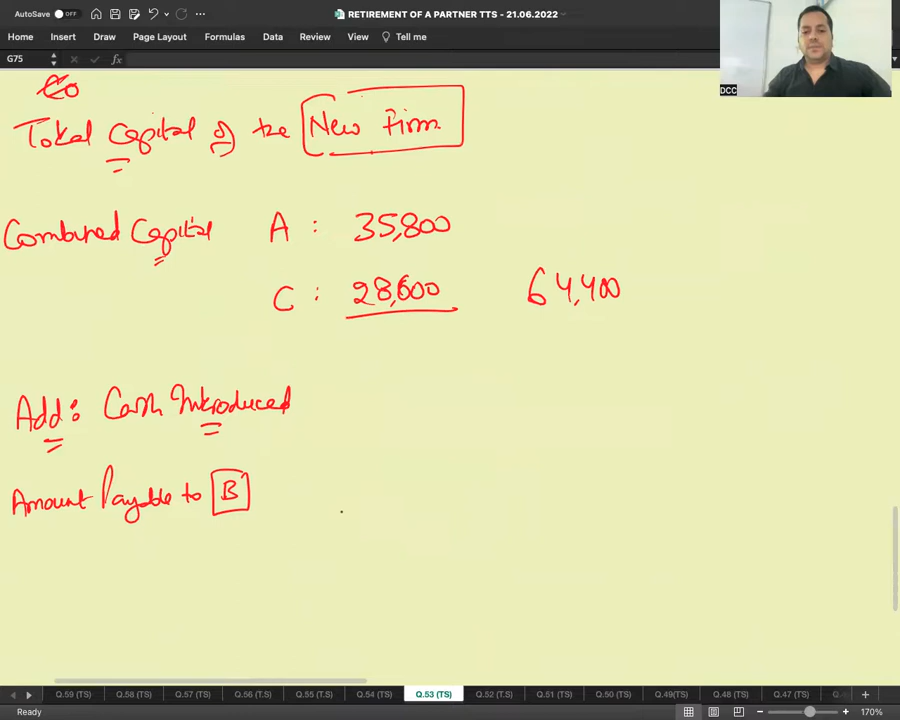 AutoSave OFF RETIREMENT OF A PARTNER TTS - 21.06.2022
Home Insert Draw Page Layout Formulas Data Review View Tell me
G75 fx
DCC
Total Capital of the New Firm
Combined Capital A : 35,800
C : 28,600 64,400
Add: Cash Introduced
Amount Payable to B
Q.59 (TS) Q.58 (TS) Q.57 (TS) Q.56 (T.S) Q.55 (T.S) Q.54 (TS) Q.53 (TS) Q.52 (T.S) Q.51 (TS) Q.50 (TS) Q.49(TS) Q.48 (TS) Q.47 (TS)
Ready 170%